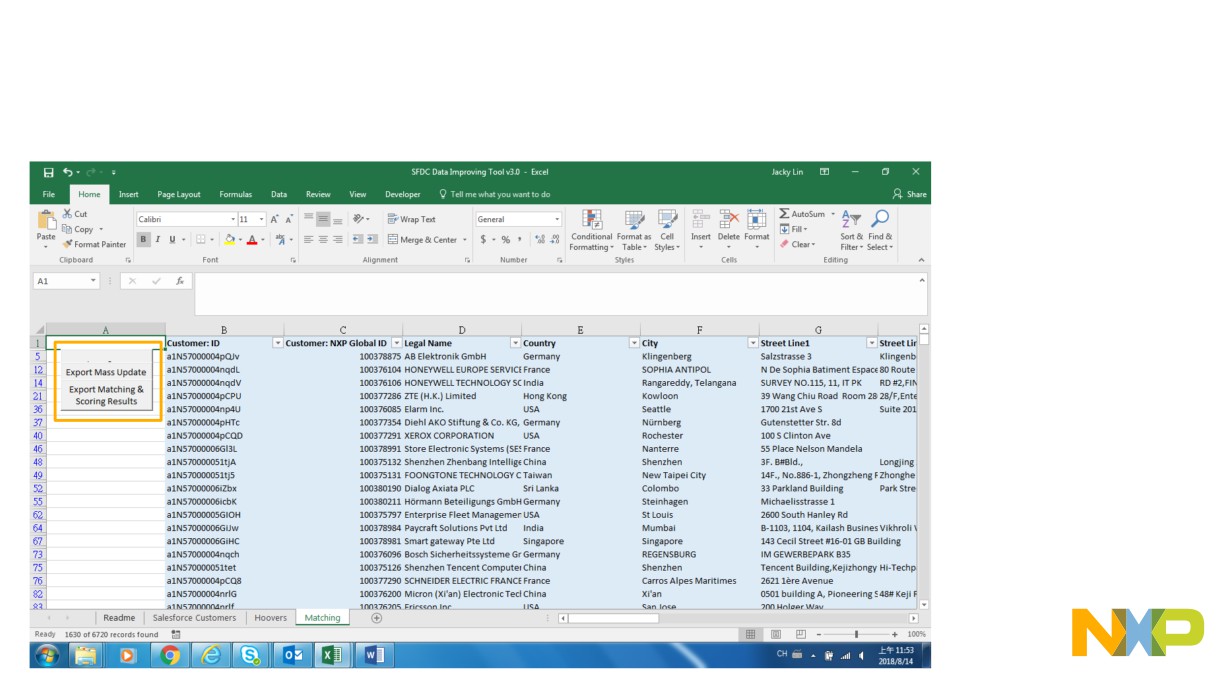 SFDC Data Improving Tool v3.0 - Excel Jacky Lin
File Home Insert Page Layout Formulas Data Review View Developer Tell me what you want to do Share
Cut Calibri 11 Wrap Text General AutoSum
Copy Fill
Paste Format Painter B I U Merge & Center $ % Conditional Formatting Format as Table Cell Styles Insert Delete Format Clear Sort & Filter Find & Select
Clipboard Font Alignment Number Styles Cells Editing
A1 fx
A B C D E F G
1 Customer: ID Customer: NXP Global ID Legal Name Country City Street Line1 Street Lin
5 a1N57000004pQJv 100378875 AB Elektronik GmbH Germany Klingenberg Salzstrasse 3 Klingenb
12 Export Mass Update a1N57000004nqdL 100376104 HONEYWELL EUROPE SERVICI France SOPHIA ANTIPOL N De Sophia Batiment Espace 80 Route
14 Export Matching & a1N57000004nqdV 100376106 HONEYWELL TECHNOLOGY SC India Rangareddy, Telangana SURVEY NO.115, 11, IT PK RD #2,FIN
21 Scoring Results a1N57000004pCPU 100377286 ZTE (H.K.) Limited Hong Kong Kowloon 39 Wang Chiu Road Room 28 28/F,Ente
36 a1N57000004np4U 100376085 Elarm Inc. USA Seattle 1700 21st Ave S Suite 201
37 a1N57000004pHTc 100377354 Diehl AKO Stiftung & Co. KG, Germany Nürnberg Gutenstetter Str. 8d
40 a1N57000004pCQD 100377291 XEROX CORPORATION USA Rochester 100 S Clinton Ave
46 a1N57000006Gl3L 100378991 Store Electronic Systems (SES France Nanterre 55 Place Nelson Mandela
48 a1N57000051tjA 100375132 Shenzhen Zhenbang Intellige China Shenzhen 3F. B#Bld., Longjing
49 a1N57000051tj5 100375131 FOONGTONE TECHNOLOGY C Taiwan New Taipei City 14F., No.886-1, Zhongzheng F Zhonghe
52 a1N57000006iZbx 100380190 Dialog Axiata PLC Sri Lanka Colombo 33 Parkland Building Park Stre
55 a1N57000006icbK 100380211 Hörmann Beteiligungs GmbH Germany Steinhagen Michaelisstrasse 1
62 a1N57000005GIOH 100375797 Enterprise Fleet Managemer USA St Louis 2600 South Hanley Rd
64 a1N57000006GiJw 100378984 Paycraft Solutions Pvt Ltd India Mumbai B-1103, 1104, Kailash Busines Vikhroli V
67 a1N57000006GiHC 100378981 Smart gateway Pte Ltd Singapore Singapore 143 Cecil Street #16-01 GB Building
73 a1N57000004nqch 100376096 Bosch Sicherheitssysteme Gr Germany REGENSBURG IM GEWERBEPARK B35
75 a1N57000051tet 100375126 Shenzhen Tencent Computer China Shenzhen Tencent Building,Kejizhongy Hi-Techp
76 a1N57000004pCQ8 100377290 SCHNEIDER ELECTRIC FRANCE France Carros Alpes Maritimes 2621 1ère Avenue
82 a1N57000004nrlG 100376200 Micron (Xi'an) Electronic Tecl China Xi'an 0501 building A, Pioneering S 48# Keji F
83 a1N57000004nrlf 100376205 Ericsson Inc. USA San Jose 200 Holger Way
Readme Salesforce Customers Hoovers Matching
Ready 1630 of 6720 records found 100%
CH 上午 11:53
2018/8/14
NXP